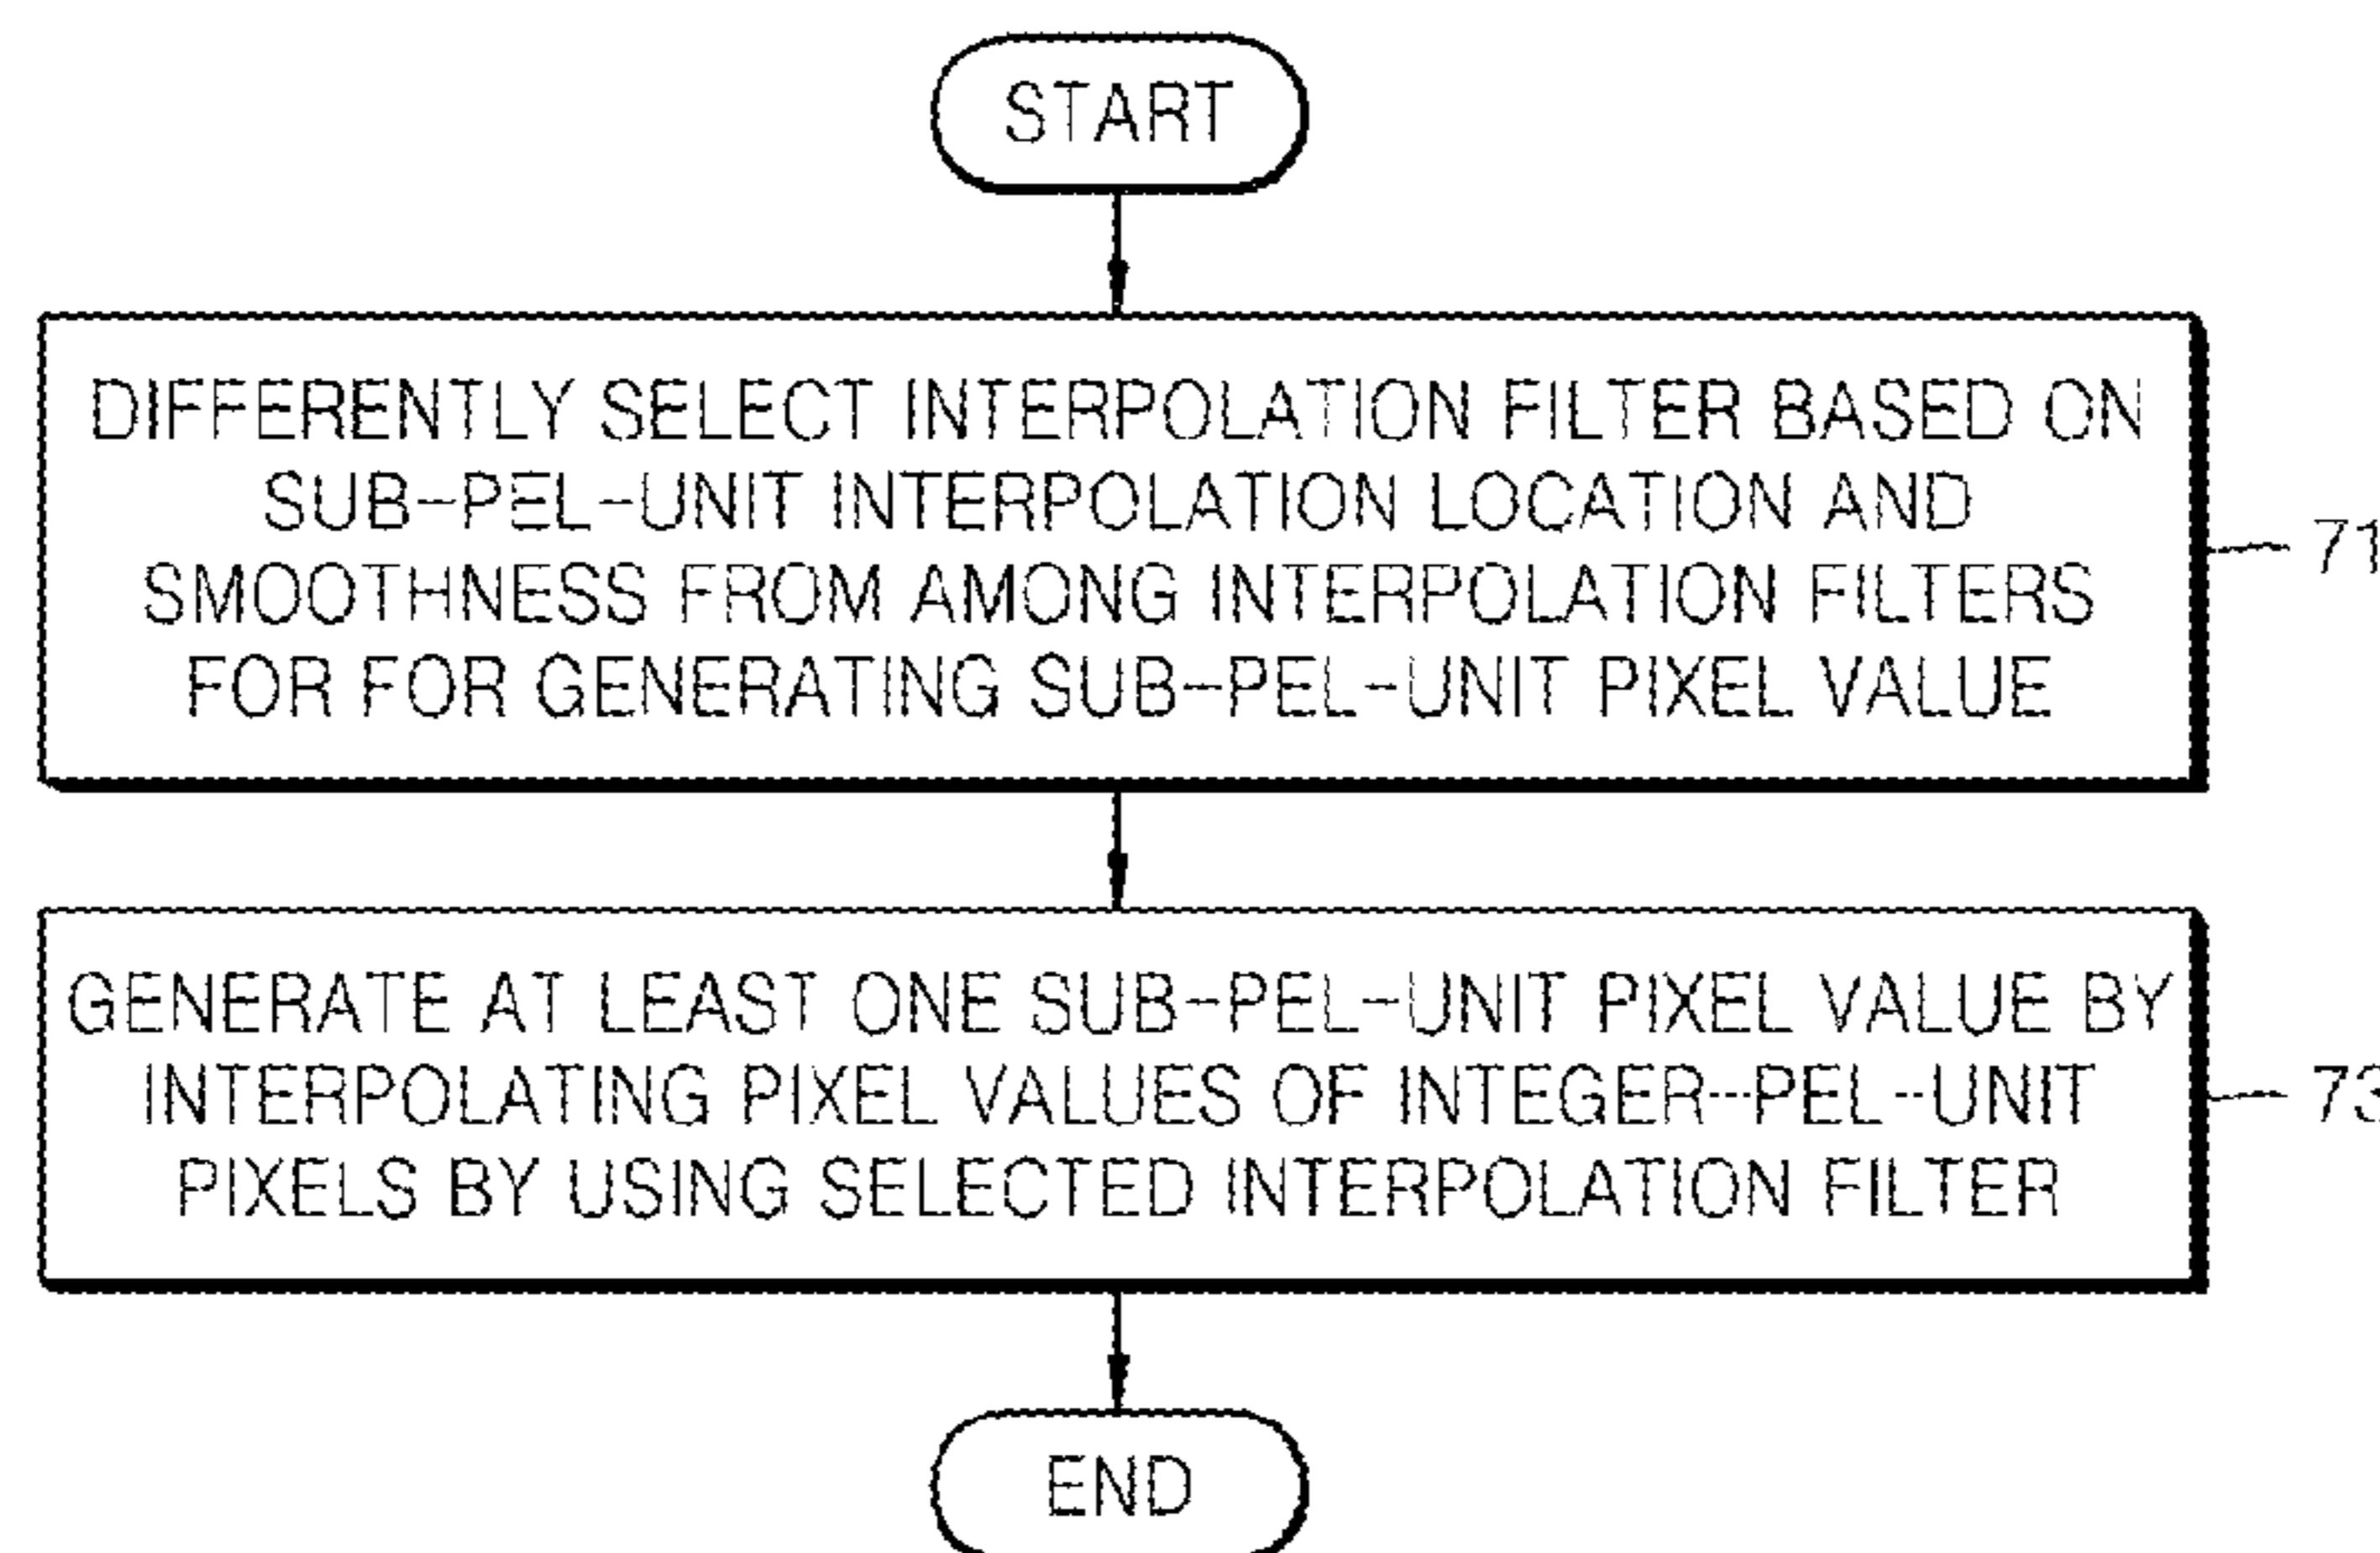 START
DIFFERENTLY SELECT INTERPOLATION FILTER BASED ON
SUB-PEL-UNIT INTERPOLATION LOCATION AND
SMOOTHNESS FROM AMONG INTERPOLATION FILTERS
FOR FOR GENERATING SUB-PEL-UNIT PIXEL VALUE
71
GENERATE AT LEAST ONE SUB-PEL-UNIT PIXEL VALUE BY
INTERPOLATING PIXEL VALUES OF INTEGER-PEL-UNIT
PIXELS BY USING SELECTED INTERPOLATION FILTER
73
END